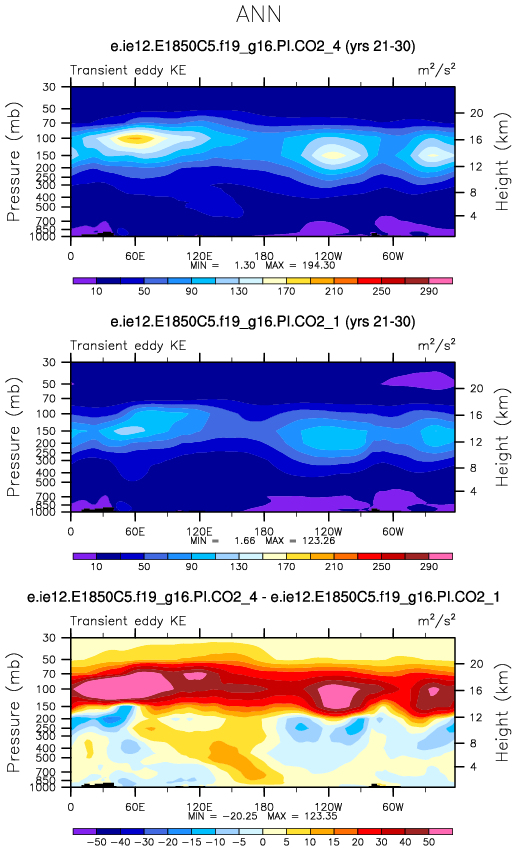 ANN
e.ie12.E1850C5.f19_g16.PI.CO2_4 (yrs 21-30)
Transient eddy KE m²/s²
30
50
70
100
150
200
250
300
400
500
700
850
1000
Pressure (mb)
20
16
12
8
4
Height (km)
0 60E 120E 180 120W 60W
MIN = 1.30 MAX = 194.30
10 50 90 130 170 210 250 290
e.ie12.E1850C5.f19_g16.PI.CO2_1 (yrs 21-30)
Transient eddy KE m²/s²
30
50
70
100
150
200
250
300
400
500
700
850
1000
Pressure (mb)
20
16
12
8
4
Height (km)
0 60E 120E 180 120W 60W
MIN = 1.66 MAX = 123.26
10 50 90 130 170 210 250 290
e.ie12.E1850C5.f19_g16.PI.CO2_4 - e.ie12.E1850C5.f19_g16.PI.CO2_1
Transient eddy KE m²/s²
30
50
70
100
150
200
250
300
400
500
700
850
1000
Pressure (mb)
20
16
12
8
4
Height (km)
0 60E 120E 180 120W 60W
MIN = −20.25 MAX = 123.35
−50 −40 −30 −20 −15 −10 −5 0 5 10 15 20 30 40 50